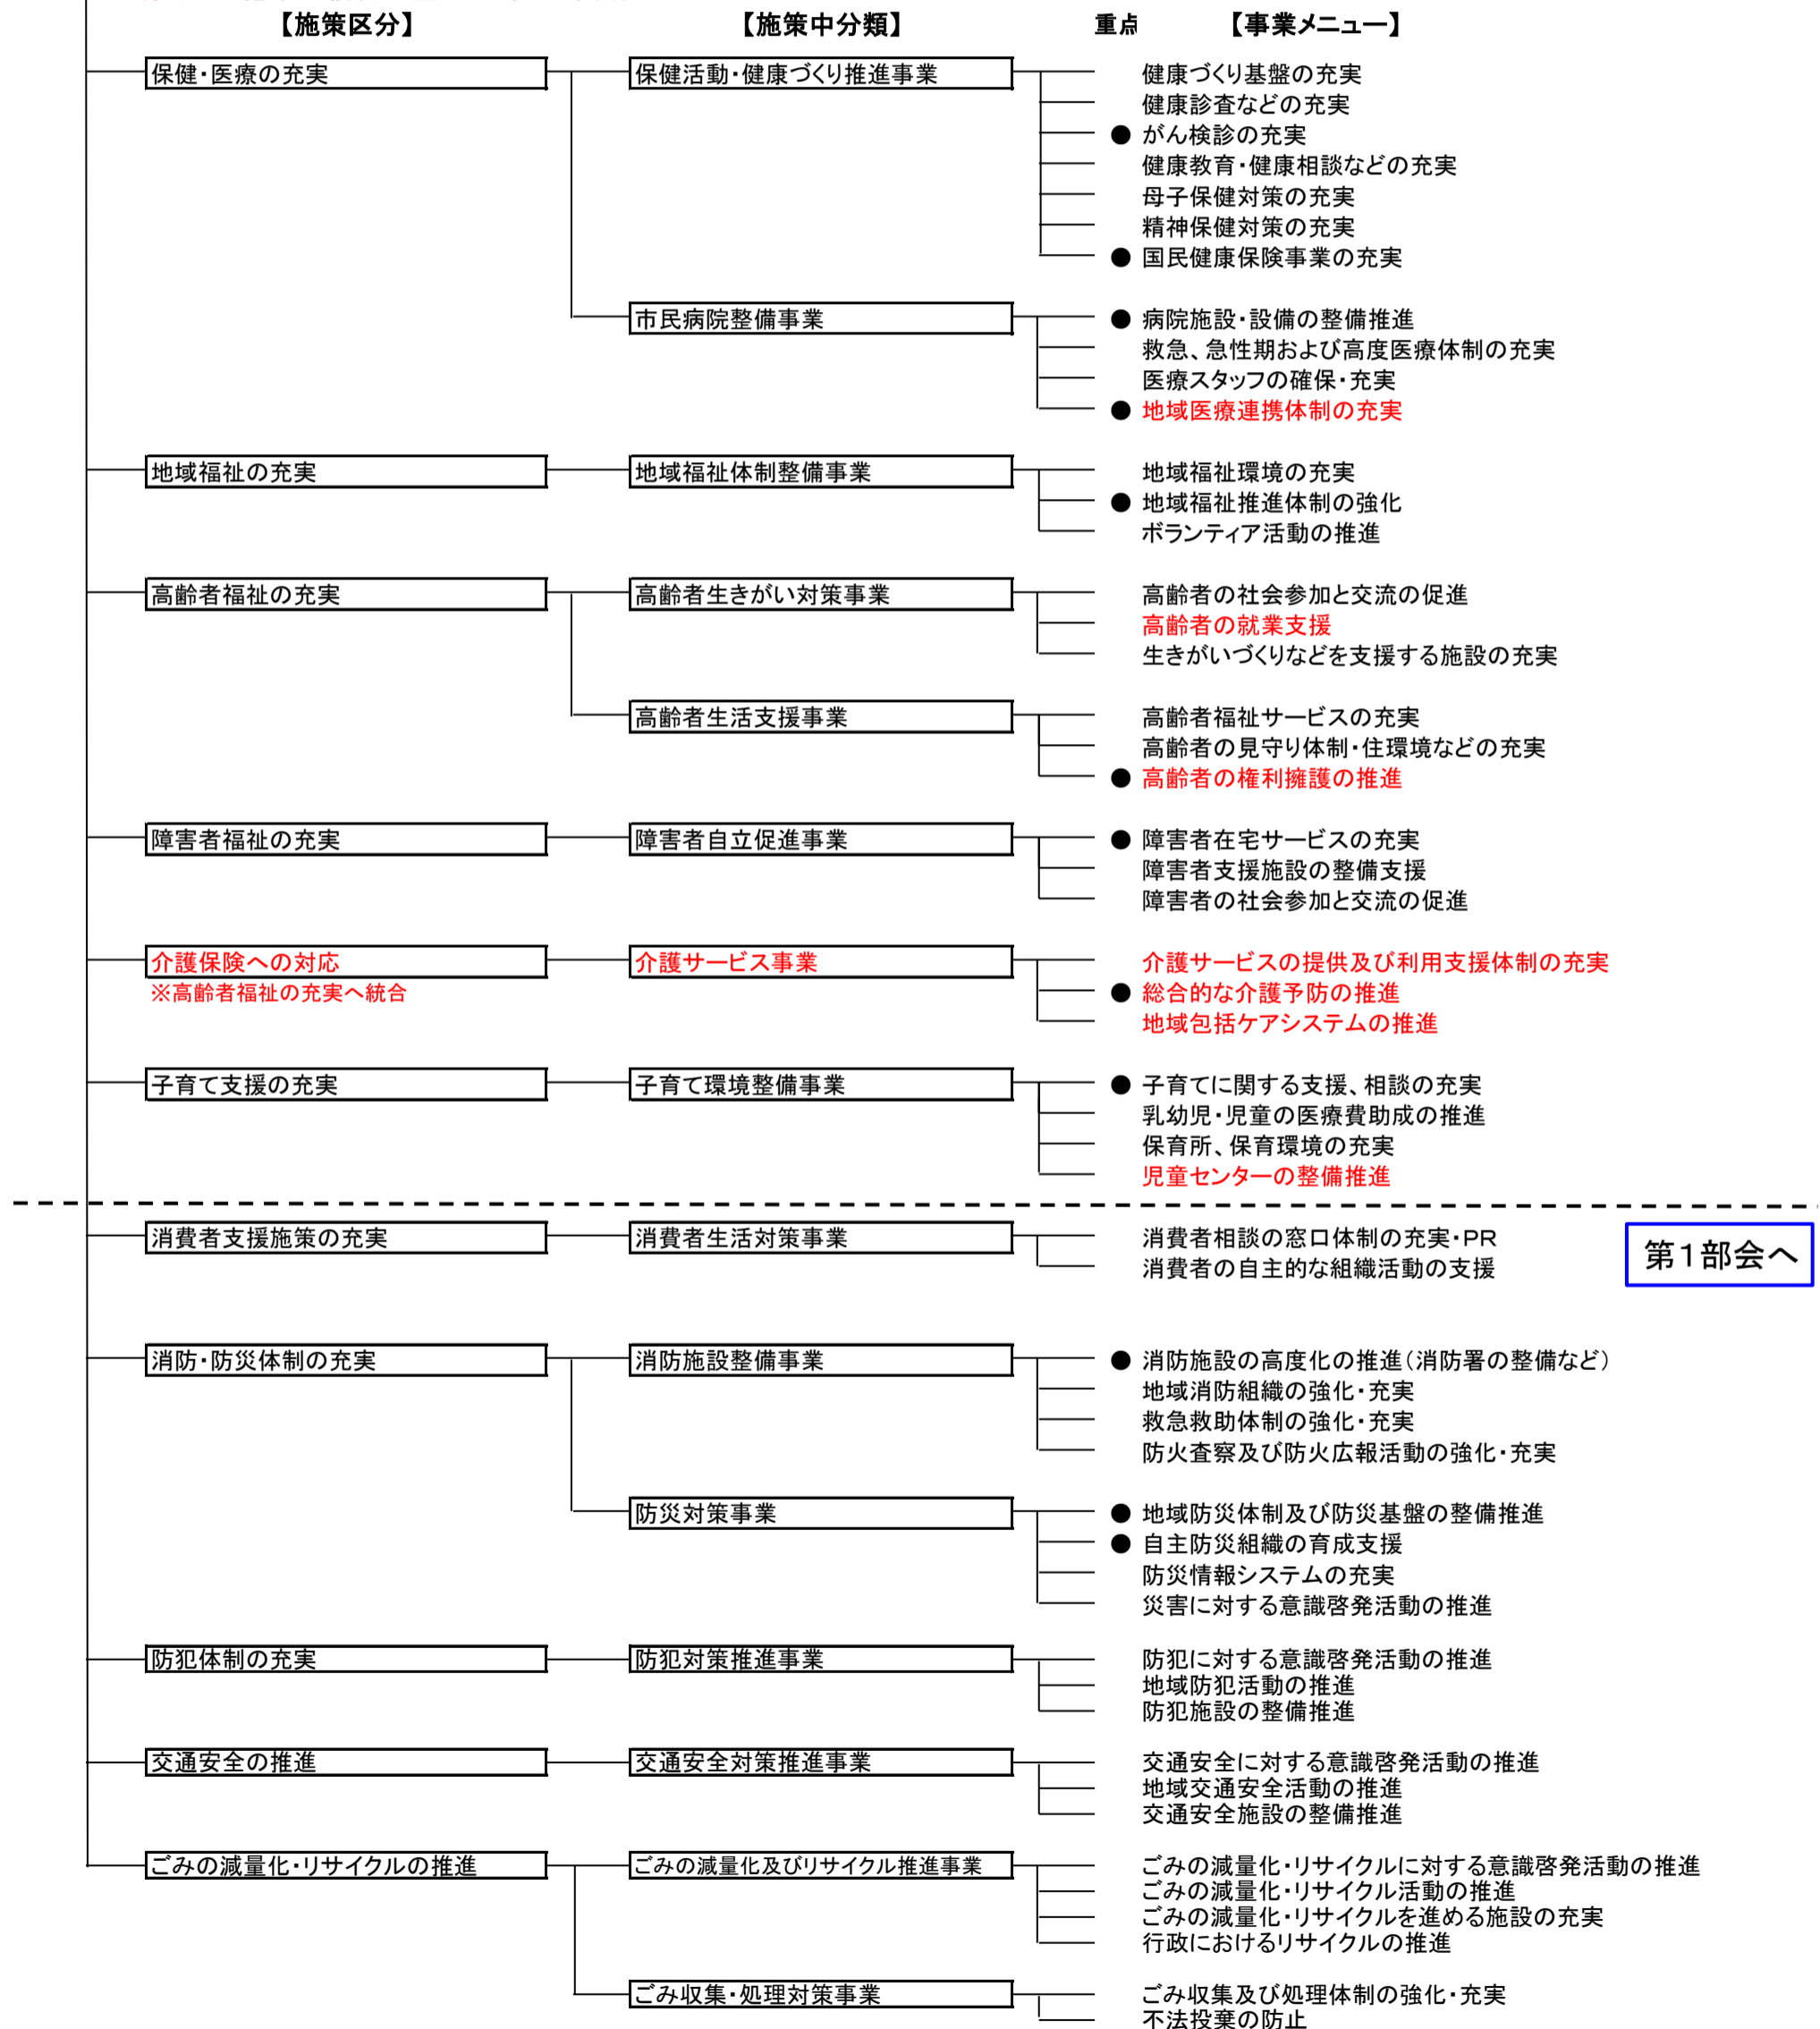 【施策区分】 【施策中分類】 重点 【事業メニュー】
保健・医療の充実 保健活動・健康づくり推進事業 健康づくり基盤の充実
健康診査などの充実
● がん検診の充実
健康教育・健康相談などの充実
母子保健対策の充実
精神保健対策の充実
● 国民健康保険事業の充実
市民病院整備事業 ● 病院施設・設備の整備推進
救急、急性期および高度医療体制の充実
医療スタッフの確保・充実
● 地域医療連携体制の充実
地域福祉の充実 地域福祉体制整備事業 地域福祉環境の充実
● 地域福祉推進体制の強化
ボランティア活動の推進
高齢者福祉の充実 高齢者生きがい対策事業 高齢者の社会参加と交流の促進
高齢者の就業支援
生きがいづくりなどを支援する施設の充実
高齢者生活支援事業 高齢者福祉サービスの充実
高齢者の見守り体制・住環境などの充実
● 高齢者の権利擁護の推進
障害者福祉の充実 障害者自立促進事業 ● 障害者在宅サービスの充実
障害者支援施設の整備支援
障害者の社会参加と交流の促進
介護保険への対応 介護サービス事業 介護サービスの提供及び利用支援体制の充実
※高齢者福祉の充実へ統合 ● 総合的な介護予防の推進
地域包括ケアシステムの推進
子育て支援の充実 子育て環境整備事業 ● 子育てに関する支援、相談の充実
乳幼児・児童の医療費助成の推進
保育所、保育環境の充実
児童センターの整備推進
消費者支援施策の充実 消費者生活対策事業 消費者相談の窓口体制の充実・PR
第1部会へ
消費者の自主的な組織活動の支援
消防・防災体制の充実 消防施設整備事業 ● 消防施設の高度化の推進(消防署の整備など)
地域消防組織の強化・充実
救急救助体制の強化・充実
防火査察及び防火広報活動の強化・充実
防災対策事業 ● 地域防災体制及び防災基盤の整備推進
● 自主防災組織の育成支援
防災情報システムの充実
災害に対する意識啓発活動の推進
防犯体制の充実 防犯対策推進事業 防犯に対する意識啓発活動の推進
地域防犯活動の推進
防犯施設の整備推進
交通安全の推進 交通安全対策推進事業 交通安全に対する意識啓発活動の推進
地域交通安全活動の推進
交通安全施設の整備推進
ごみの減量化・リサイクルの推進 ごみの減量化及びリサイクル推進事業 ごみの減量化・リサイクルに対する意識啓発活動の推進
ごみの減量化・リサイクル活動の推進
ごみの減量化・リサイクルを進める施設の充実
行政におけるリサイクルの推進
ごみ収集・処理対策事業 ごみ収集及び処理体制の強化・充実
不法投棄の防止